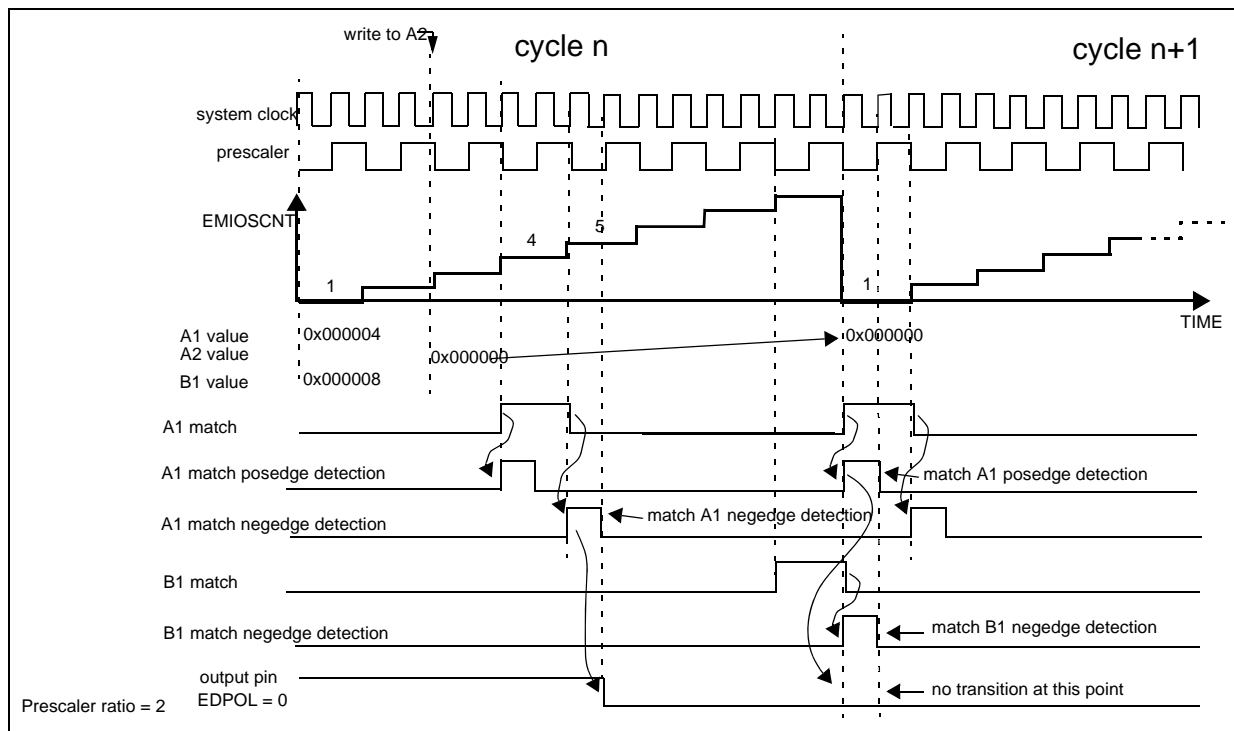 write to A2
cycle n
cycle n+1
system clock
prescaler
EMIOSCNT
1
4
5
1
TIME
A1 value
0x000004
0x000000
A2 value
0x000000
B1 value
0x000008
A1 match
A1 match posedge detection
match A1 posedge detection
A1 match negedge detection
match A1 negedge detection
B1 match
B1 match negedge detection
match B1 negedge detection
output pin
EDPOL = 0
no transition at this point
Prescaler ratio = 2